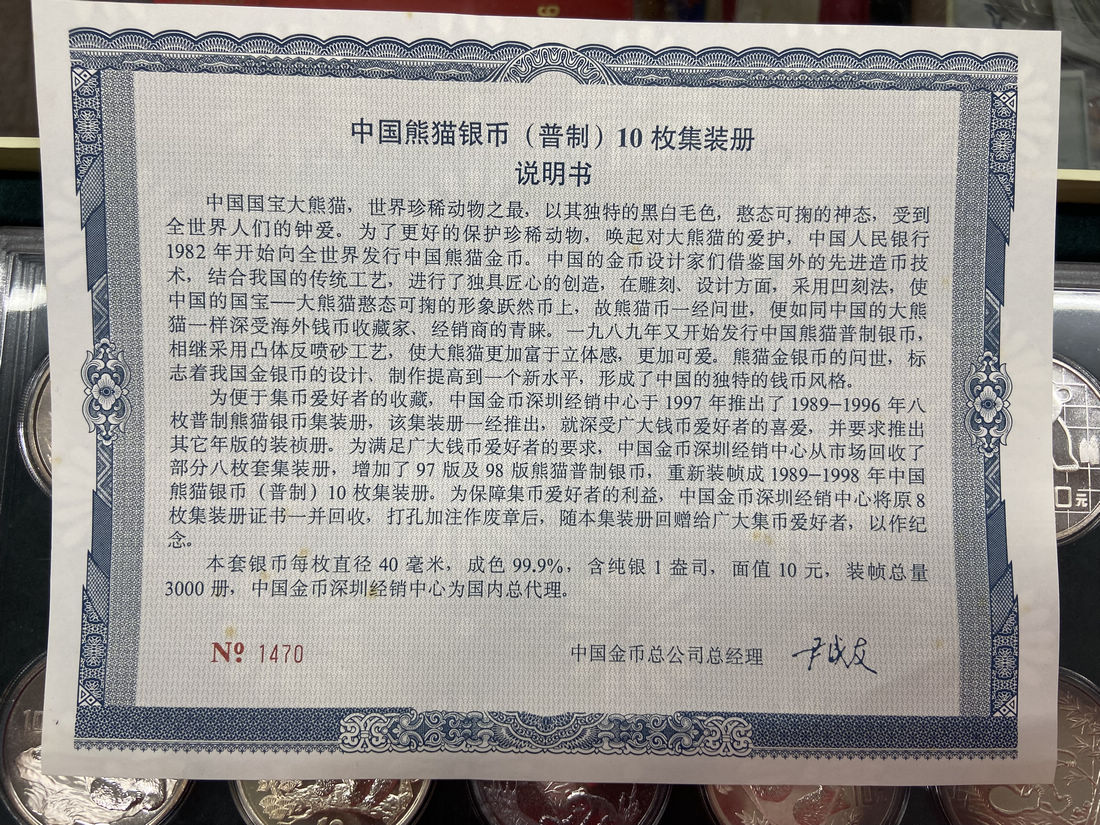 中国熊猫银币（普制）10 枚集装册
说明书
中国国宝大熊猫，世界珍稀动物之最，以其独特的黑白毛色，憨态可掬的神态，受到
全世界人们的钟爱。为了更好的保护珍稀动物，唤起对大熊猫的爱护，中国人民银行
1982 年开始向全世界发行中国熊猫金币。中国的金币设计家们借鉴国外的先进造币技
术，结合我国的传统工艺，进行了独具匠心的创造，在雕刻、设计方面，采用凹刻法，使
中国的国宝──大熊猫憨态可掬的形象跃然币上，故熊猫币一经问世，便如同中国的大熊
猫一样深受海外钱币收藏家、经销商的青睐。一九八九年又开始发行中国熊猫普制银币，
相继采用凸体反喷砂工艺，使大熊猫更加富于立体感，更加可爱。熊猫金银币的问世，标
志着我国金银币的设计、制作提高到一个新水平，形成了中国的独特的钱币风格。
为便于集币爱好者的收藏，中国金币深圳经销中心于 1997 年推出了 1989─1996 年八
枚普制熊猫银币集装册，该集装册一经推出，就深受广大钱币爱好者的喜爱，并要求推出
其它年版的装祯册。为满足广大钱币爱好者的要求，中国金币深圳经销中心从市场回收了
部分八枚套集装册，增加了 97 版及 98 版熊猫普制银币，重新装帧成 1989─1998 年中国
熊猫银币（普制）10 枚集装册。为保障集币爱好者的利益，中国金币深圳经销中心将原 8
枚集装册证书一并回收，打孔加注作废章后，随本集装册回赠给广大集币爱好者，以作纪
念。
本套银币每枚直径 40 毫米，成色 99.9%，含纯银 1 盎司，面值 10 元，装帧总量
3000 册，中国金币深圳经销中心为国内总代理。
№ 1470
中国金币总公司总经理